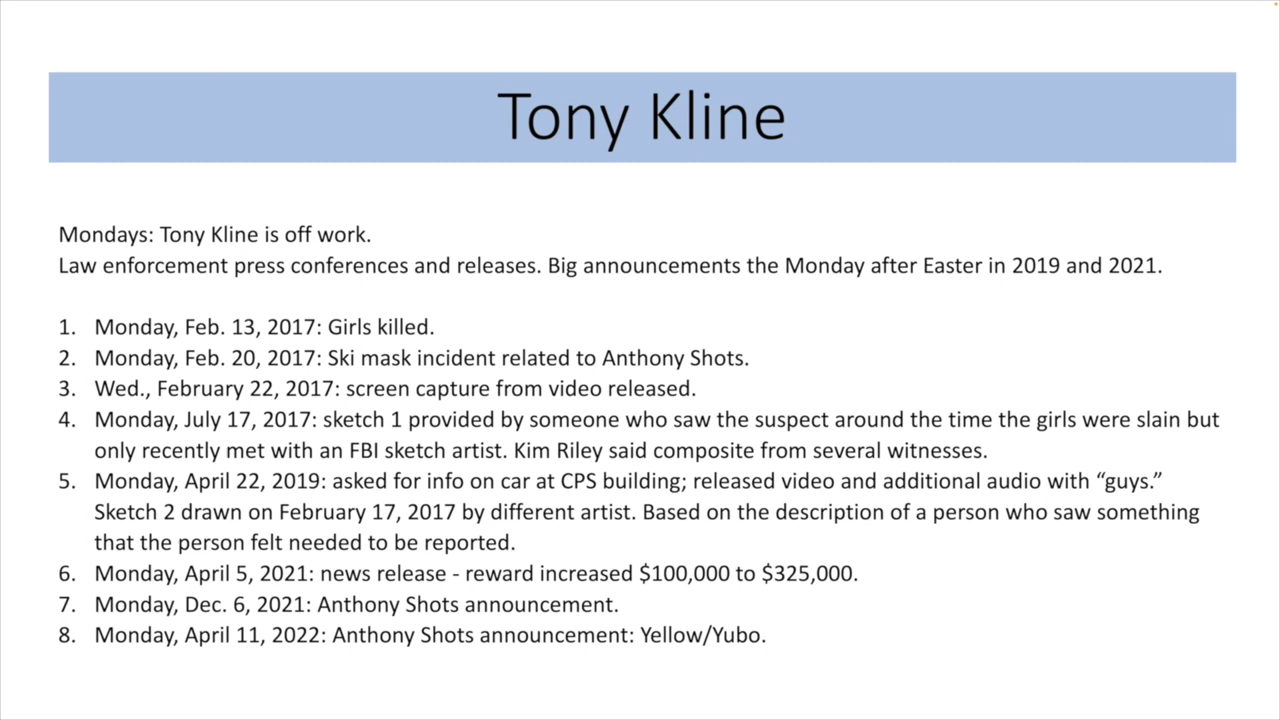 Tony Kline
Mondays: Tony Kline is off work.
Law enforcement press conferences and releases. Big announcements the Monday after Easter in 2019 and 2021.
1. Monday, Feb. 13, 2017: Girls killed.
2. Monday, Feb. 20, 2017: Ski mask incident related to Anthony Shots.
3. Wed., February 22, 2017: screen capture from video released.
4. Monday, July 17, 2017: sketch 1 provided by someone who saw the suspect around the time the girls were slain but
only recently met with an FBI sketch artist. Kim Riley said composite from several witnesses.
5. Monday, April 22, 2019: asked for info on car at CPS building; released video and additional audio with “guys.”
Sketch 2 drawn on February 17, 2017 by different artist. Based on the description of a person who saw something
that the person felt needed to be reported.
6. Monday, April 5, 2021: news release - reward increased $100,000 to $325,000.
7. Monday, Dec. 6, 2021: Anthony Shots announcement.
8. Monday, April 11, 2022: Anthony Shots announcement: Yellow/Yubo.